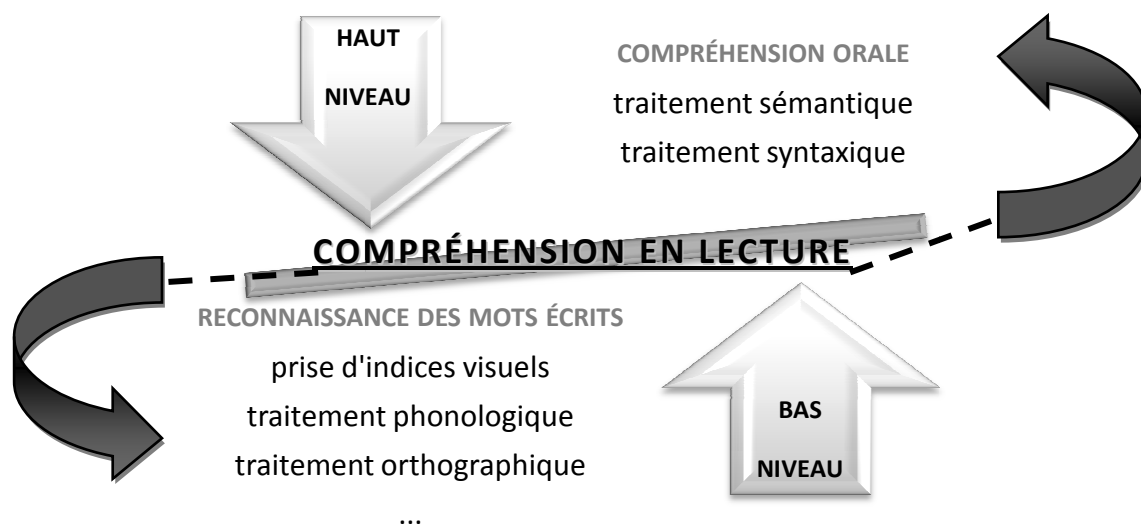 HAUT
NIVEAU
COMPRÉHENSION ORALE
traitement sémantique
traitement syntaxique
COMPRÉHENSION EN LECTURE
RECONNAISSANCE DES MOTS ÉCRITS
prise d'indices visuels
traitement phonologique
traitement orthographique
...
BAS
NIVEAU